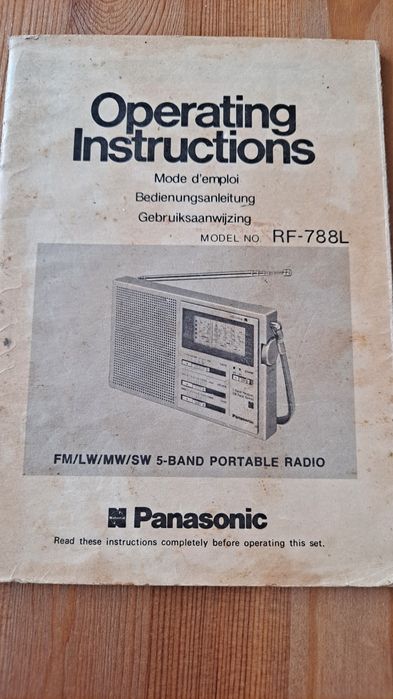 Operating
Instructions
Mode d'emploi
Bedienungsanleitung
Gebruiksaanwijzing
MODEL NO. RF-788L
Panasonic
FM/LW/MW/SW 5-BAND PORTABLE RADIO
Panasonic
Read these instructions completely before operating this set.